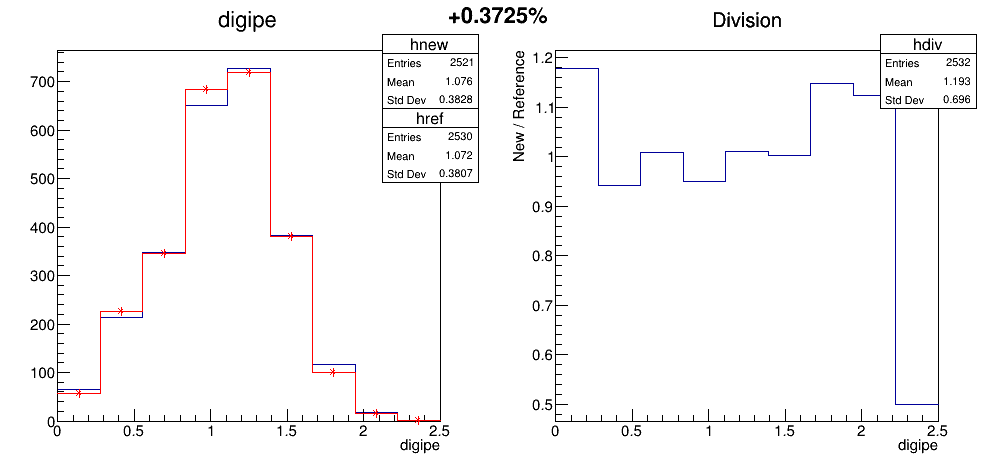 +0.3725%
digipe
hnew
Entries 2521
Mean 1.076
Std Dev 0.3828
href
Entries 2530
Mean 1.072
Std Dev 0.3807
700
600
500
400
300
200
100
0
0 0.5 1 1.5 2 2.5
digipe
Division
hdiv
Entries 2532
Mean 1.193
Std Dev 0.696
New / Reference
1.2
1.1
1
0.9
0.8
0.7
0.6
0.5
0 0.5 1 1.5 2 2.5
digipe